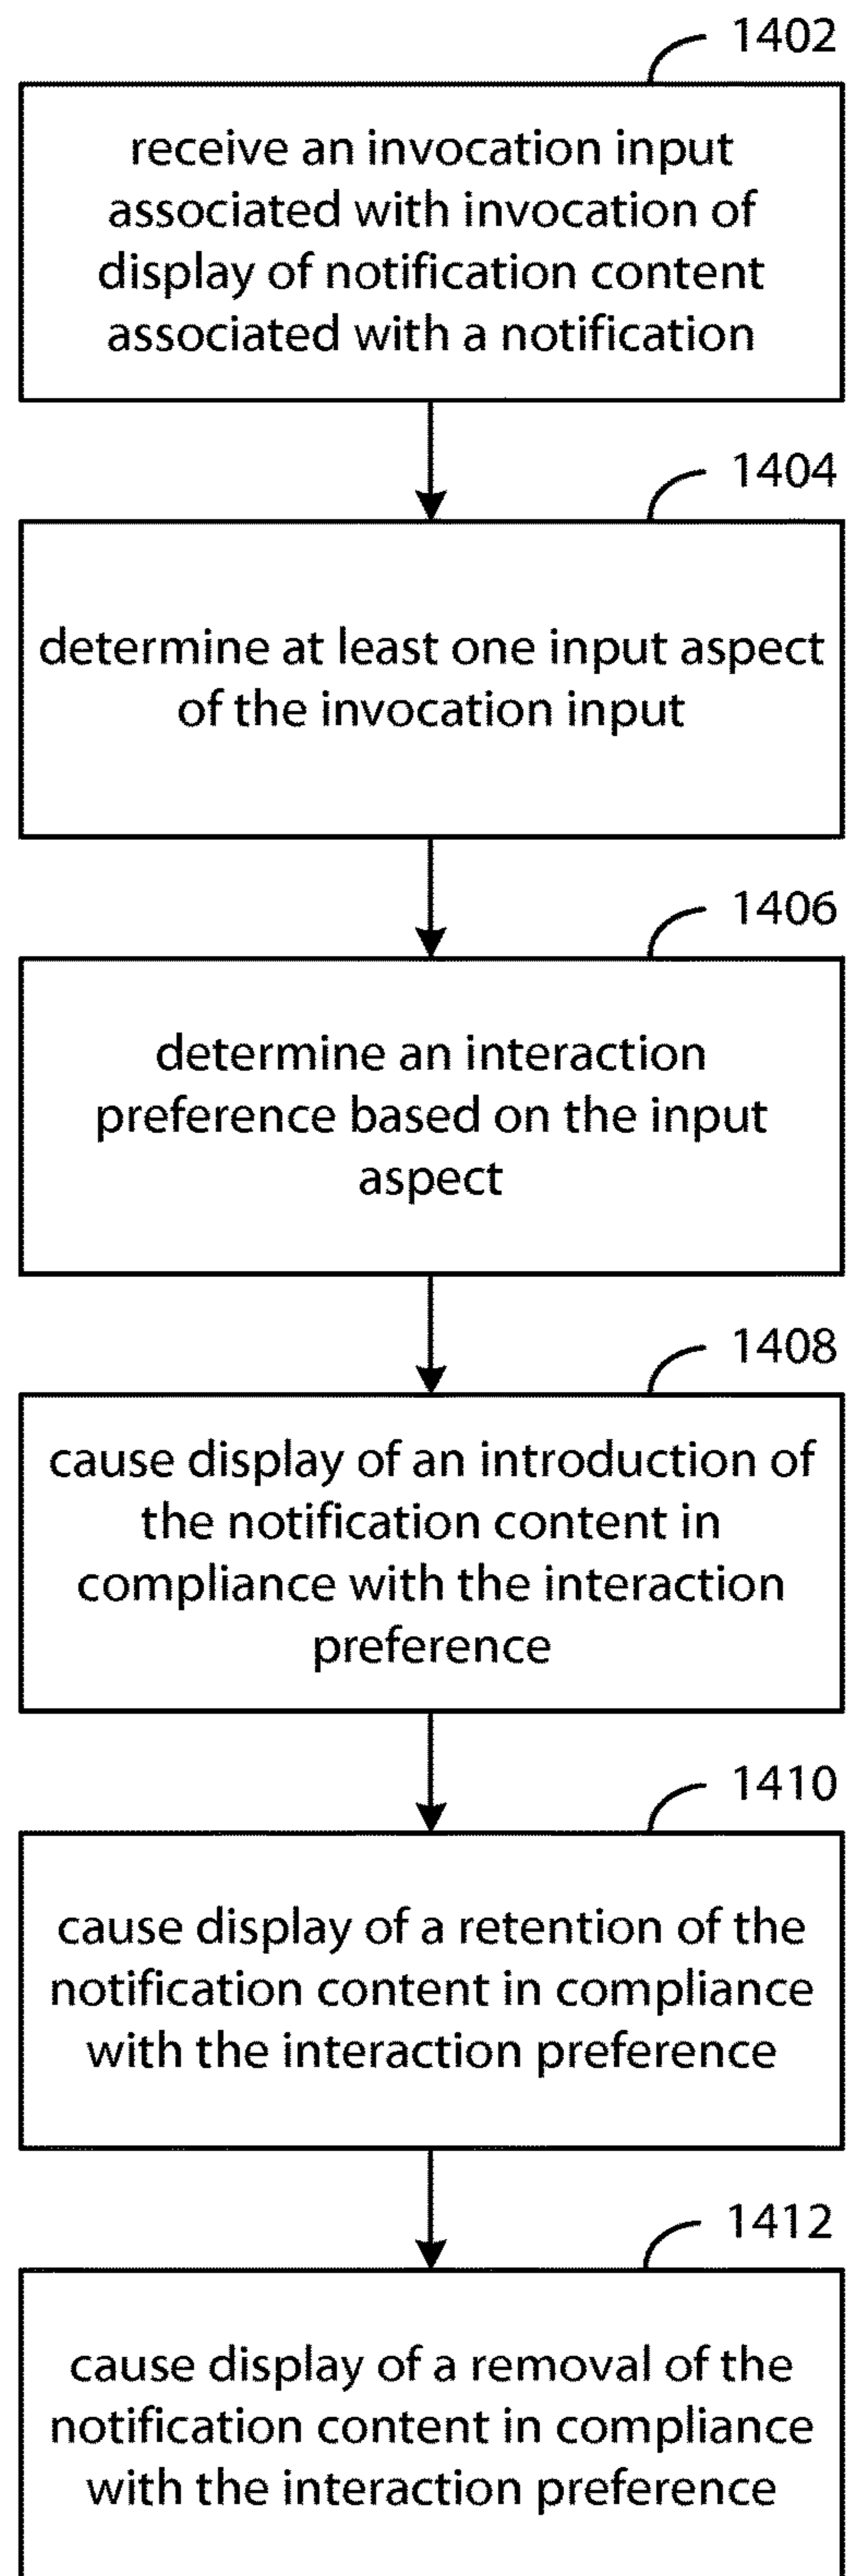 1402
receive an invocation input
associated with invocation of
display of notification content
associated with a notification
1404
determine at least one input aspect
of the invocation input
1406
determine an interaction
preference based on the input
aspect
1408
cause display of an introduction of
the notification content in
compliance with the interaction
preference
1410
cause display of a retention of the
notification content in compliance
with the interaction preference
1412
cause display of a removal of the
notification content in compliance
with the interaction preference